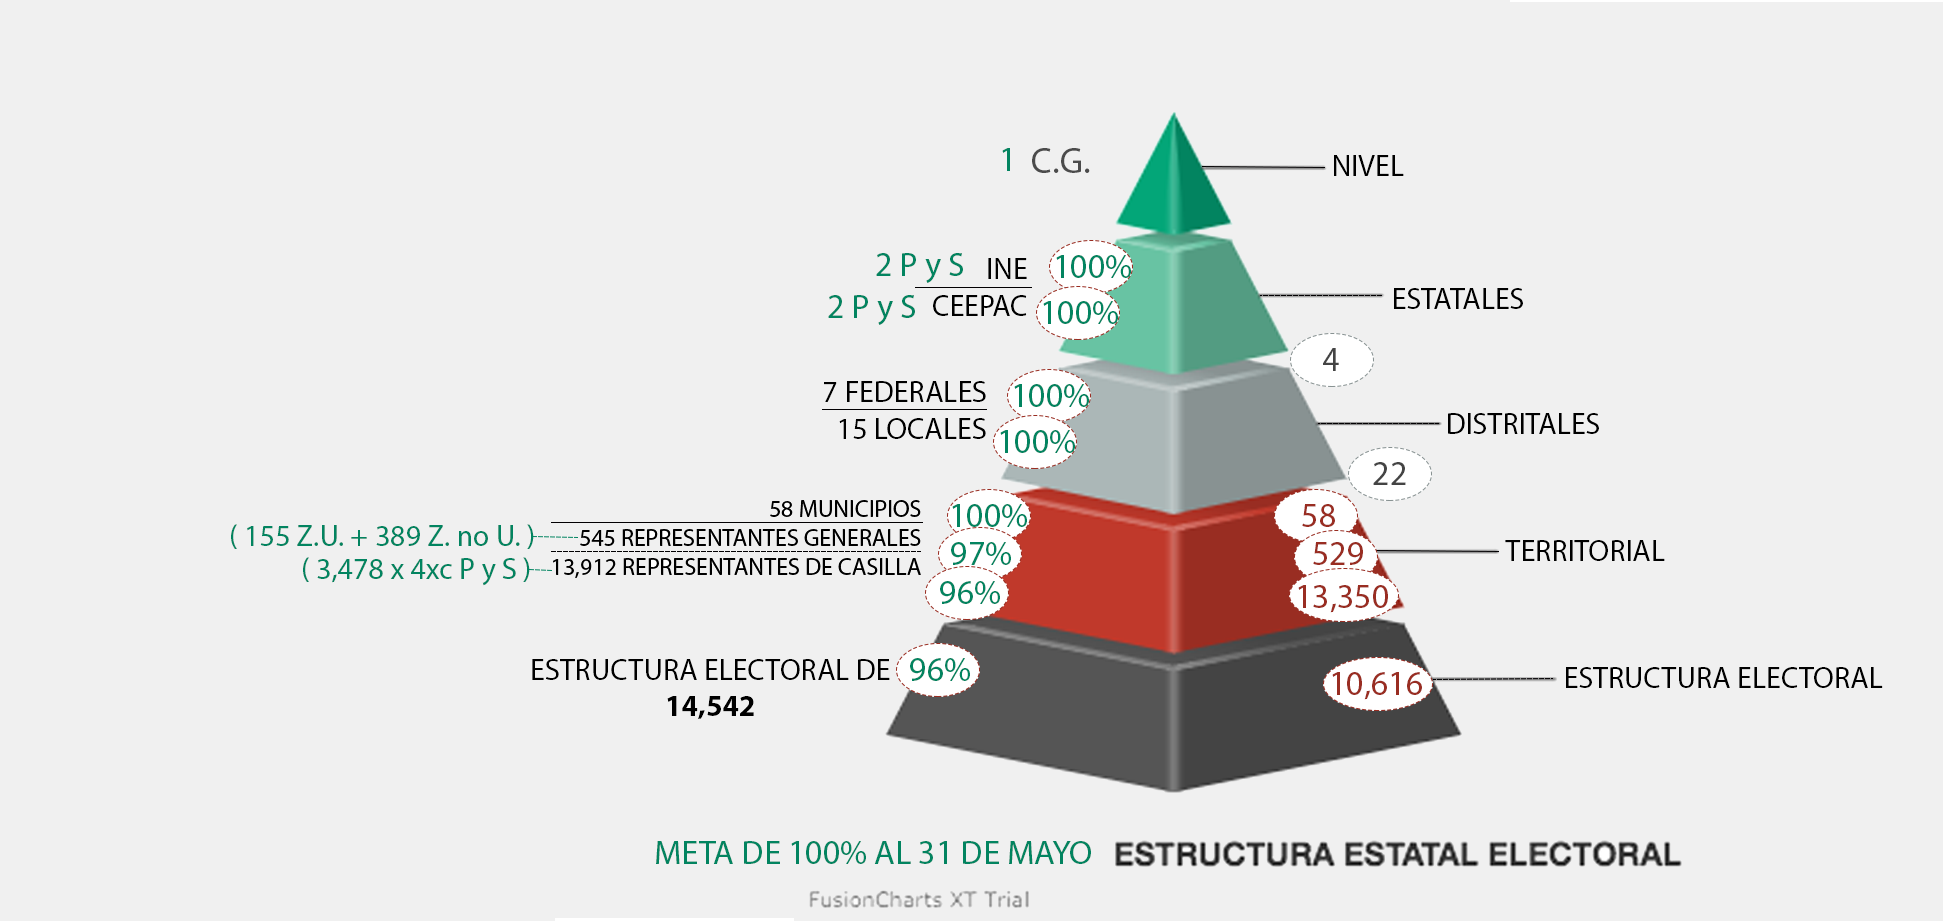 1 C.G.
NIVEL
2 P y S INE 100%
2 P y S CEEPAC 100%
ESTATALES
4
7 FEDERALES 100%
15 LOCALES 100%
DISTRITALES
22
58 MUNICIPIOS 100% 58
( 155 Z.U. + 389 Z. no U. ) 545 REPRESENTANTES GENERALES 97% 529
TERRITORIAL
( 3,478 x 4xc P y S ) 13,912 REPRESENTANTES DE CASILLA 96% 13,350
ESTRUCTURA ELECTORAL DE 96%
14,542
10,616 ESTRUCTURA ELECTORAL
META DE 100% AL 31 DE MAYO ESTRUCTURA ESTATAL ELECTORAL
FusionCharts XT Trial